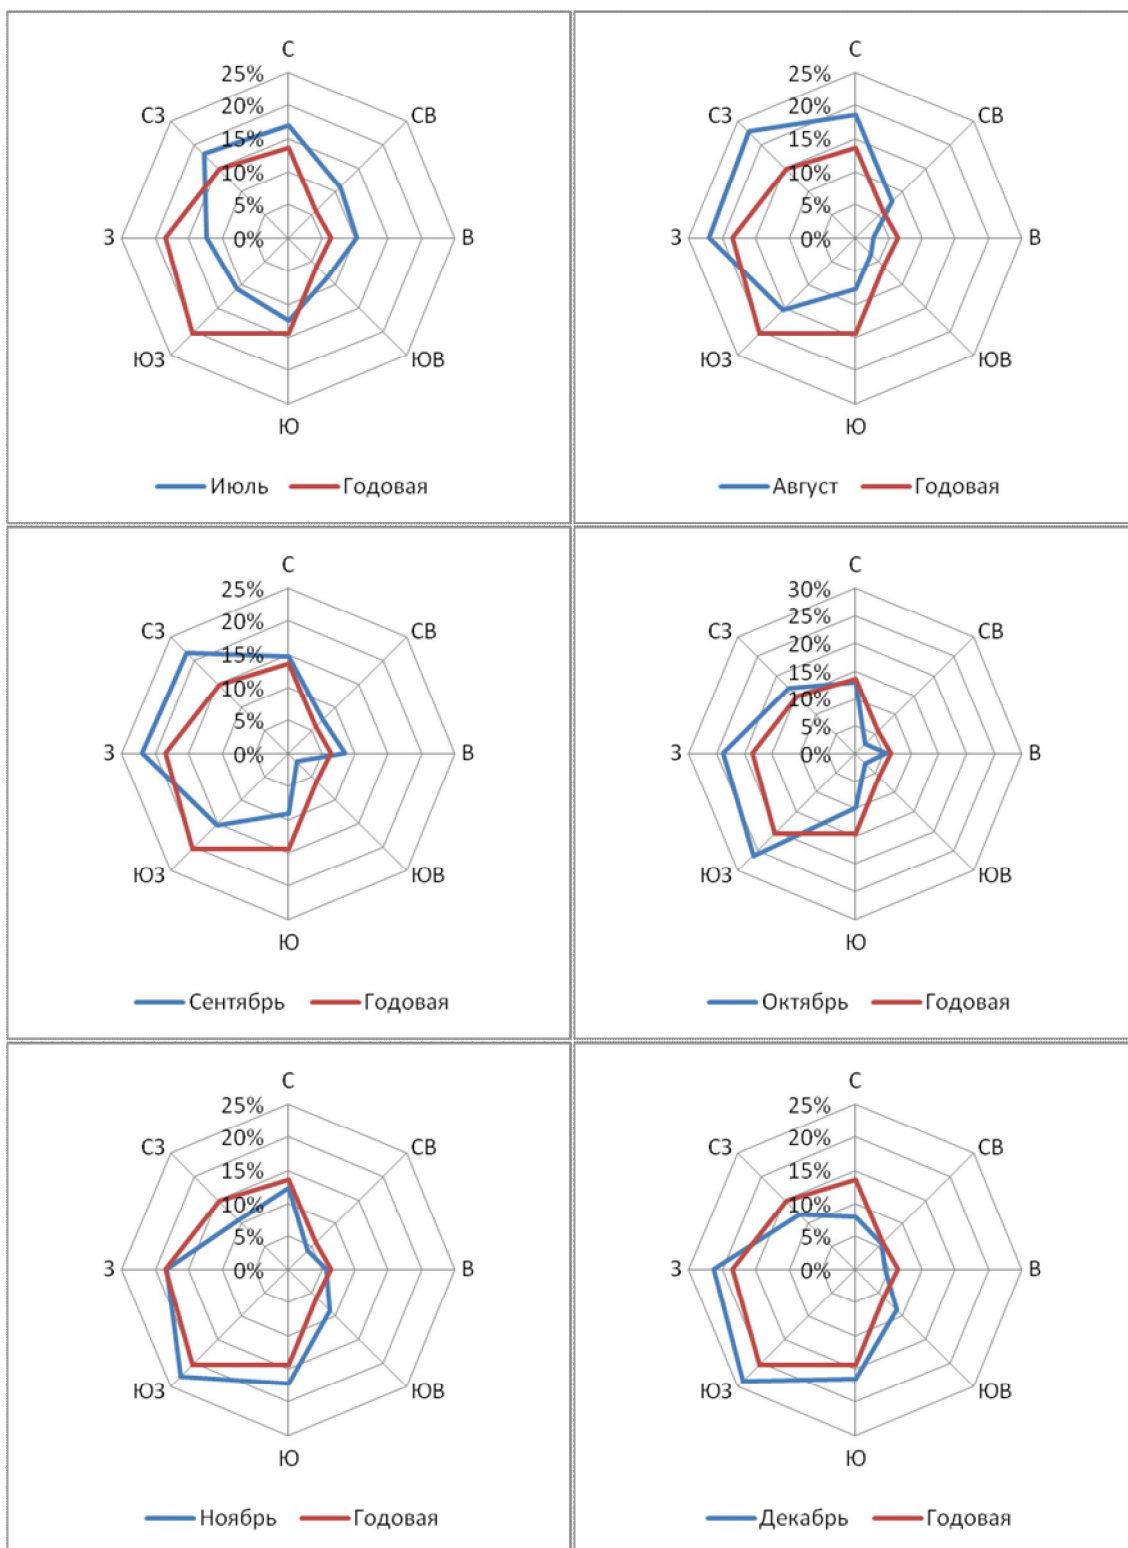 С
25%
20%
15%
10%
5%
0%
СЗ
СВ
З
В
ЮЗ
ЮВ
Ю
Июль Годовая
С
25%
20%
15%
10%
5%
0%
СЗ
СВ
З
В
ЮЗ
ЮВ
Ю
Август Годовая
С
25%
20%
15%
10%
5%
0%
СЗ
СВ
З
В
ЮЗ
ЮВ
Ю
Сентябрь Годовая
С
30%
25%
20%
15%
10%
5%
0%
СЗ
СВ
З
В
ЮЗ
ЮВ
Ю
Октябрь Годовая
С
25%
20%
15%
10%
5%
0%
СЗ
СВ
З
В
ЮЗ
ЮВ
Ю
Ноябрь Годовая
С
25%
20%
15%
10%
5%
0%
СЗ
СВ
З
В
ЮЗ
ЮВ
Ю
Декабрь Годовая